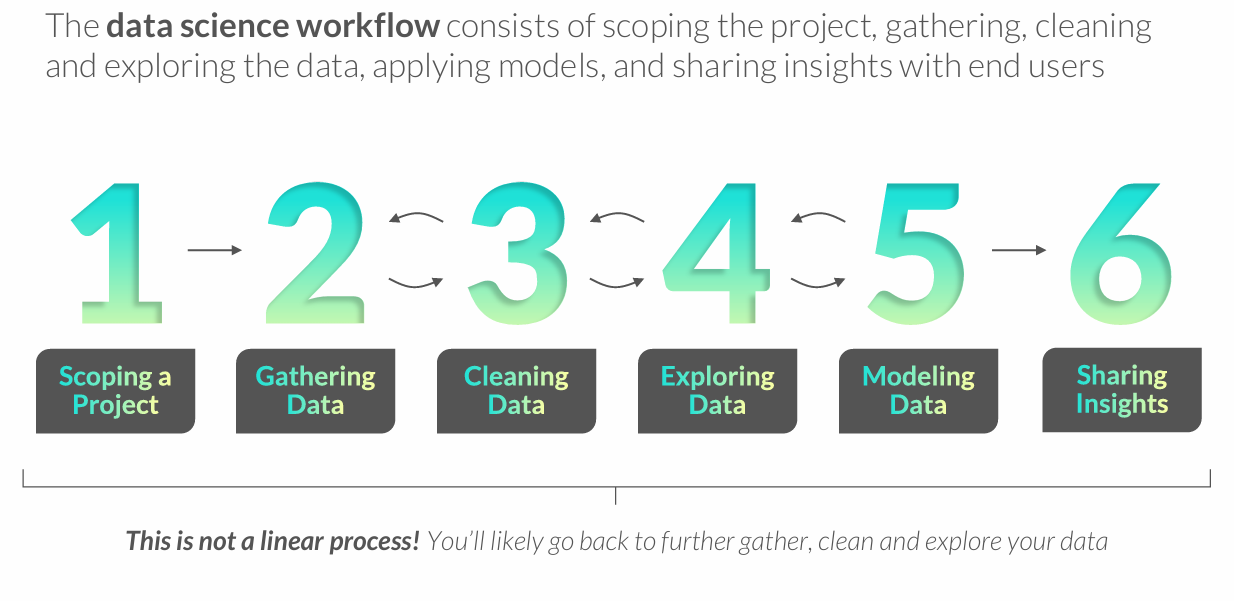 The data science workflow consists of scoping the project, gathering, cleaning
and exploring the data, applying models, and sharing insights with end users
1
2
3
4
5
6
Scoping a
Project
Gathering
Data
Cleaning
Data
Exploring
Data
Modeling
Data
Sharing
Insights
This is not a linear process! You'll likely go back to further gather, clean and explore your data